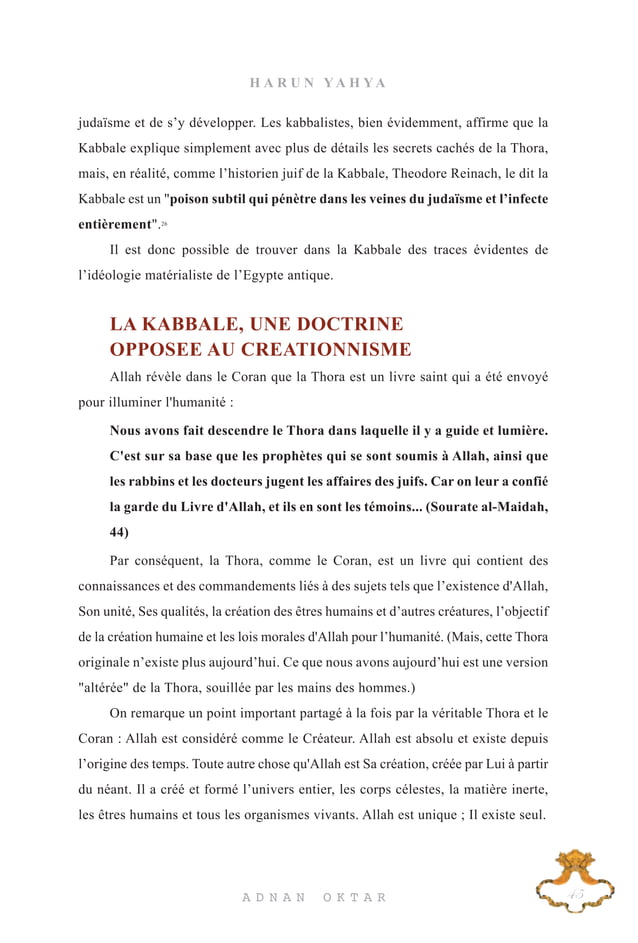 HARUN YAHYA
judaïsme et de s’y développer. Les kabbalistes, bien évidemment, affirme que la
Kabbale explique simplement avec plus de détails les secrets cachés de la Thora,
mais, en réalité, comme l’historien juif de la Kabbale, Theodore Reinach, le dit la
Kabbale est un "poison subtil qui pénètre dans les veines du judaïsme et l’infecte
entièrement".26
Il est donc possible de trouver dans la Kabbale des traces évidentes de
l’idéologie matérialiste de l’Egypte antique.
LA KABBALE, UNE DOCTRINE
OPPOSEE AU CREATIONNISME
Allah révèle dans le Coran que la Thora est un livre saint qui a été envoyé
pour illuminer l'humanité :
Nous avons fait descendre le Thora dans laquelle il y a guide et lumière.
C'est sur sa base que les prophètes qui se sont soumis à Allah, ainsi que
les rabbins et les docteurs jugent les affaires des juifs. Car on leur a confié
la garde du Livre d'Allah, et ils en sont les témoins... (Sourate al-Maidah,
44)
Par conséquent, la Thora, comme le Coran, est un livre qui contient des
connaissances et des commandements liés à des sujets tels que l’existence d'Allah,
Son unité, Ses qualités, la création des êtres humains et d’autres créatures, l’objectif
de la création humaine et les lois morales d'Allah pour l’humanité. (Mais, cette Thora
originale n’existe plus aujourd’hui. Ce que nous avons aujourd’hui est une version
"altérée" de la Thora, souillée par les mains des hommes.)
On remarque un point important partagé à la fois par la véritable Thora et le
Coran : Allah est considéré comme le Créateur. Allah est absolu et existe depuis
l’origine des temps. Toute autre chose qu'Allah est Sa création, créée par Lui à partir
du néant. Il a créé et formé l’univers entier, les corps célestes, la matière inerte,
les êtres humains et tous les organismes vivants. Allah est unique ; Il existe seul.
45
ADNAN OKTAR